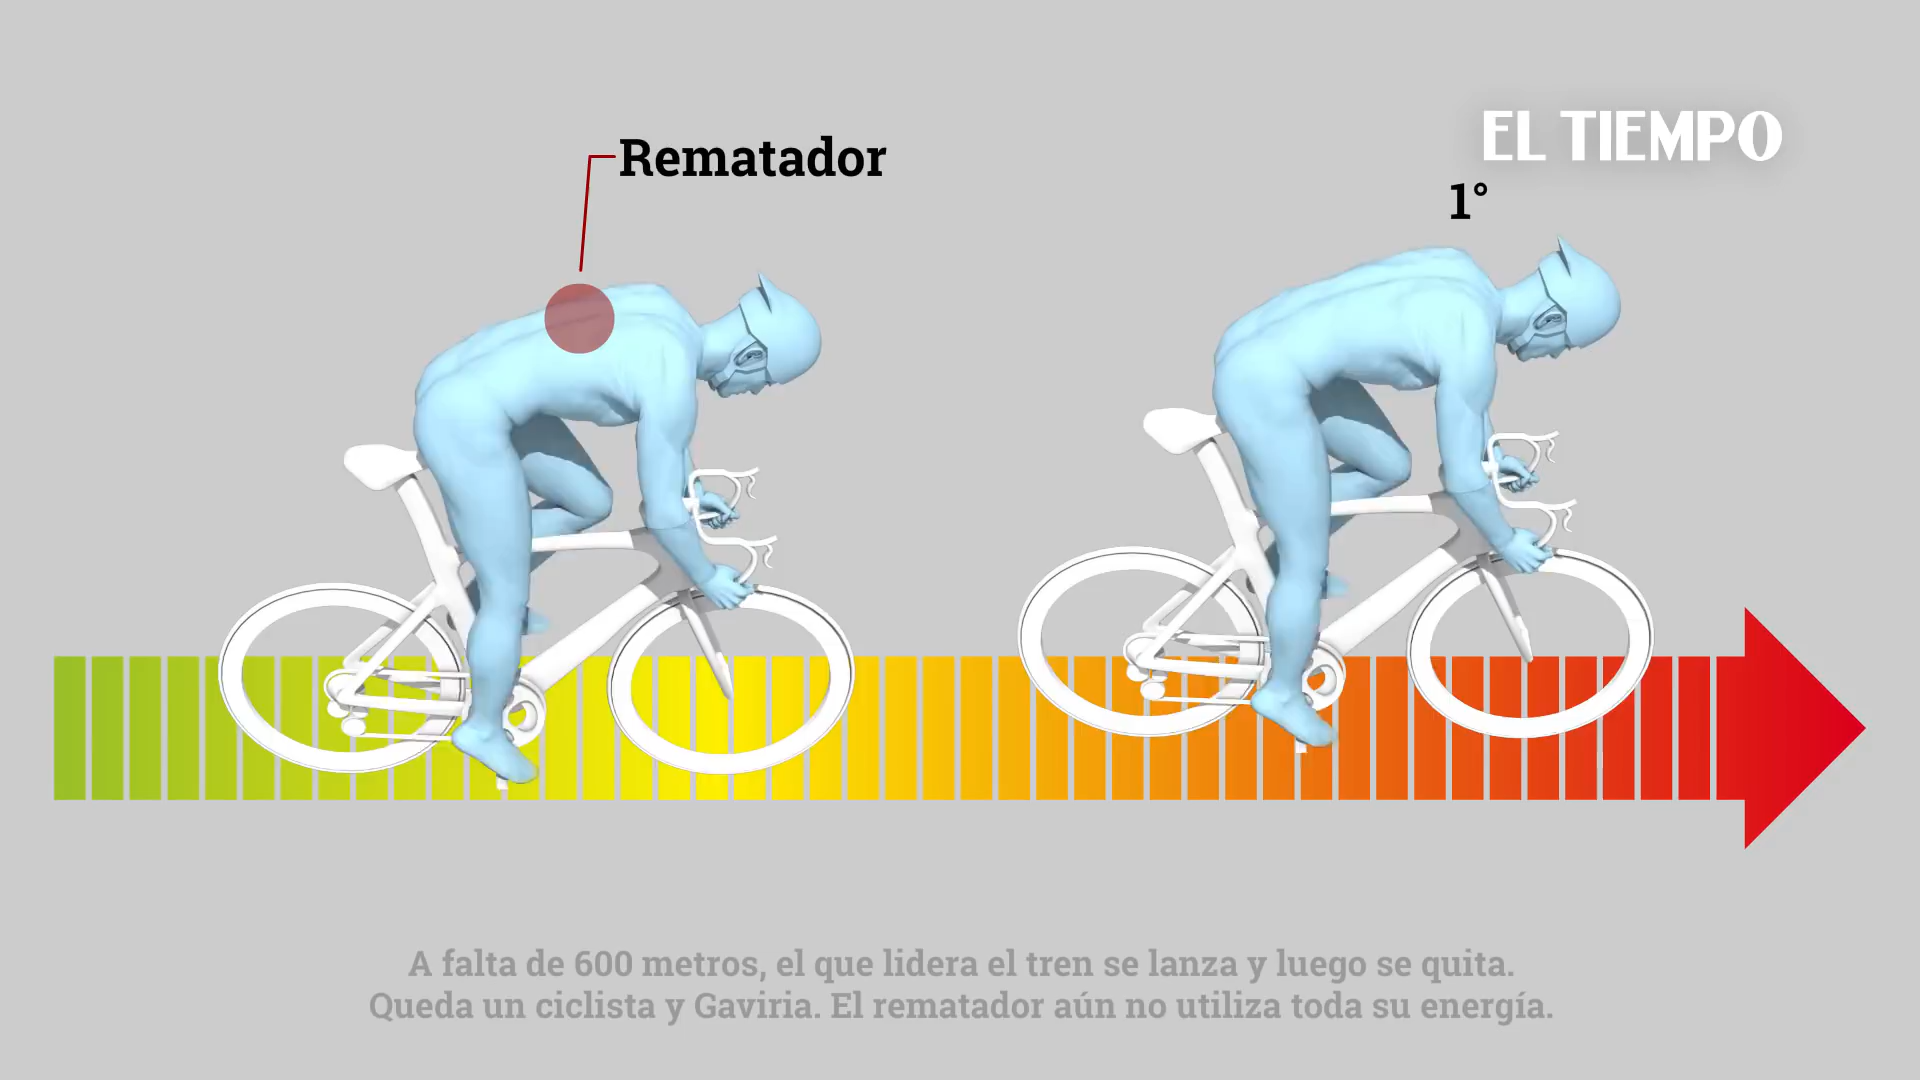 EL TIEMPO
Rematador
1°
A falta de 600 metros, el que lidera el tren se lanza y luego se quita.
Queda un ciclista y Gaviria. El rematador aún no utiliza toda su energía.